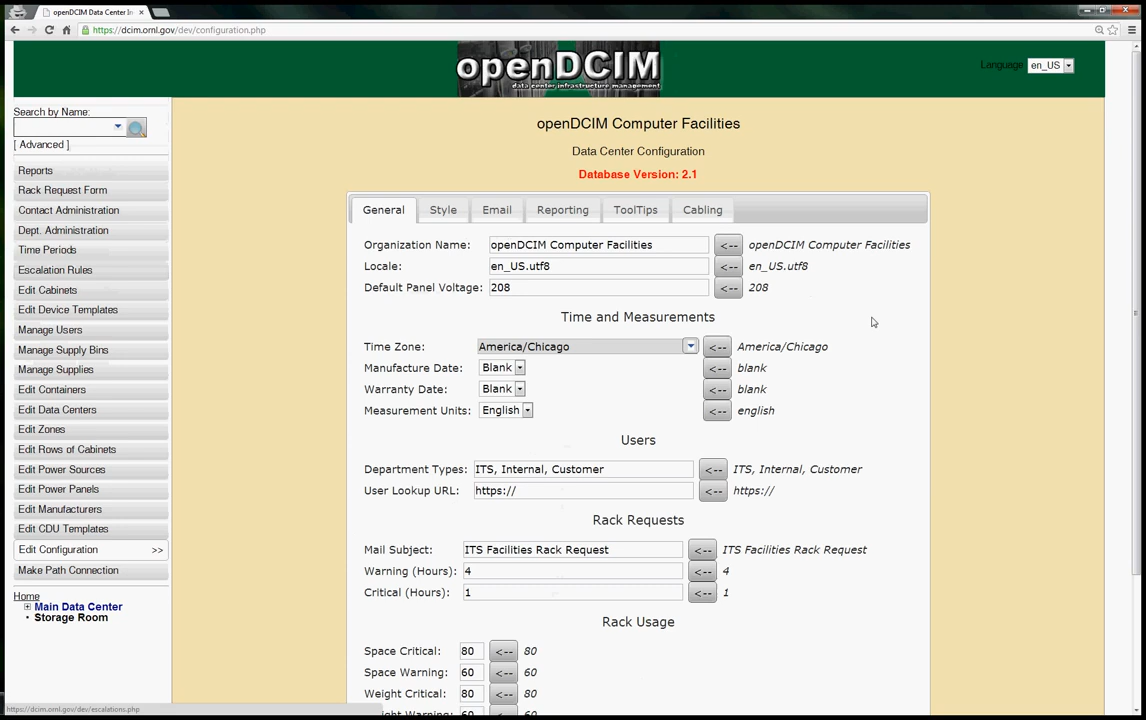 openDCIM Data Center In
https://dcim.ornl.gov/dev/configuration.php
openDCIM
data center infrastructure management
Language en_US
Search by Name:
[ Advanced ]
Reports
Rack Request Form
Contact Administration
Dept. Administration
Time Periods
Escalation Rules
Edit Cabinets
Edit Device Templates
Manage Users
Manage Supply Bins
Manage Supplies
Edit Containers
Edit Data Centers
Edit Zones
Edit Rows of Cabinets
Edit Power Sources
Edit Power Panels
Edit Manufacturers
Edit CDU Templates
Edit Configuration >>
Make Path Connection
Home
Main Data Center
Storage Room
openDCIM Computer Facilities
Data Center Configuration
Database Version: 2.1
General Style Email Reporting ToolTips Cabling
Organization Name: openDCIM Computer Facilities <-- openDCIM Computer Facilities
Locale: en_US.utf8 <-- en_US.utf8
Default Panel Voltage: 208 <-- 208
Time and Measurements
Time Zone: America/Chicago <-- America/Chicago
Manufacture Date: Blank <-- blank
Warranty Date: Blank <-- blank
Measurement Units: English <-- english
Users
Department Types: ITS, Internal, Customer <-- ITS, Internal, Customer
User Lookup URL: https:// <-- https://
Rack Requests
Mail Subject: ITS Facilities Rack Request <-- ITS Facilities Rack Request
Warning (Hours): 4 <-- 4
Critical (Hours): 1 <-- 1
Rack Usage
Space Critical: 80 <-- 80
Space Warning: 60 <-- 60
Weight Critical: 80 <-- 80
Weight Warning: 60 <-- 60
https://dcim.ornl.gov/dev/escalations.php